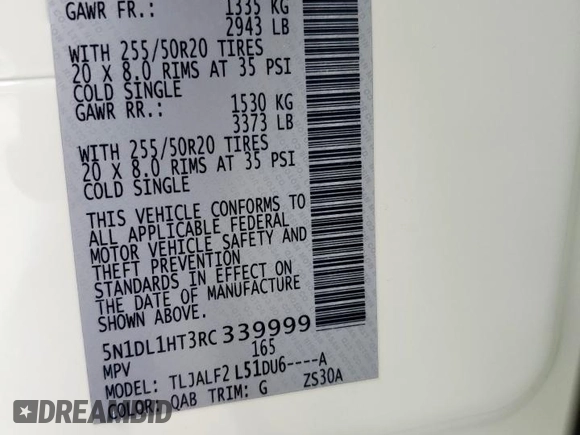 GAWR FR.: 1335 KG
2943 LB
WITH 255/50R20 TIRES
20 X 8.0 RIMS AT 35 PSI
COLD SINGLE
GAWR RR.: 1530 KG
3373 LB
WITH 255/50R20 TIRES
20 X 8.0 RIMS AT 35 PSI
COLD SINGLE
THIS VEHICLE CONFORMS TO
ALL APPLICABLE FEDERAL
MOTOR VEHICLE SAFETY AND
THEFT PREVENTION
STANDARDS IN EFFECT ON
THE DATE OF MANUFACTURE
SHOWN ABOVE.
5N1DL1HT3RC339999
MPV 165
MODEL: TLJALF2 L51DU6----A
COLOR: QAB TRIM: G ZS30A
DREAMBID